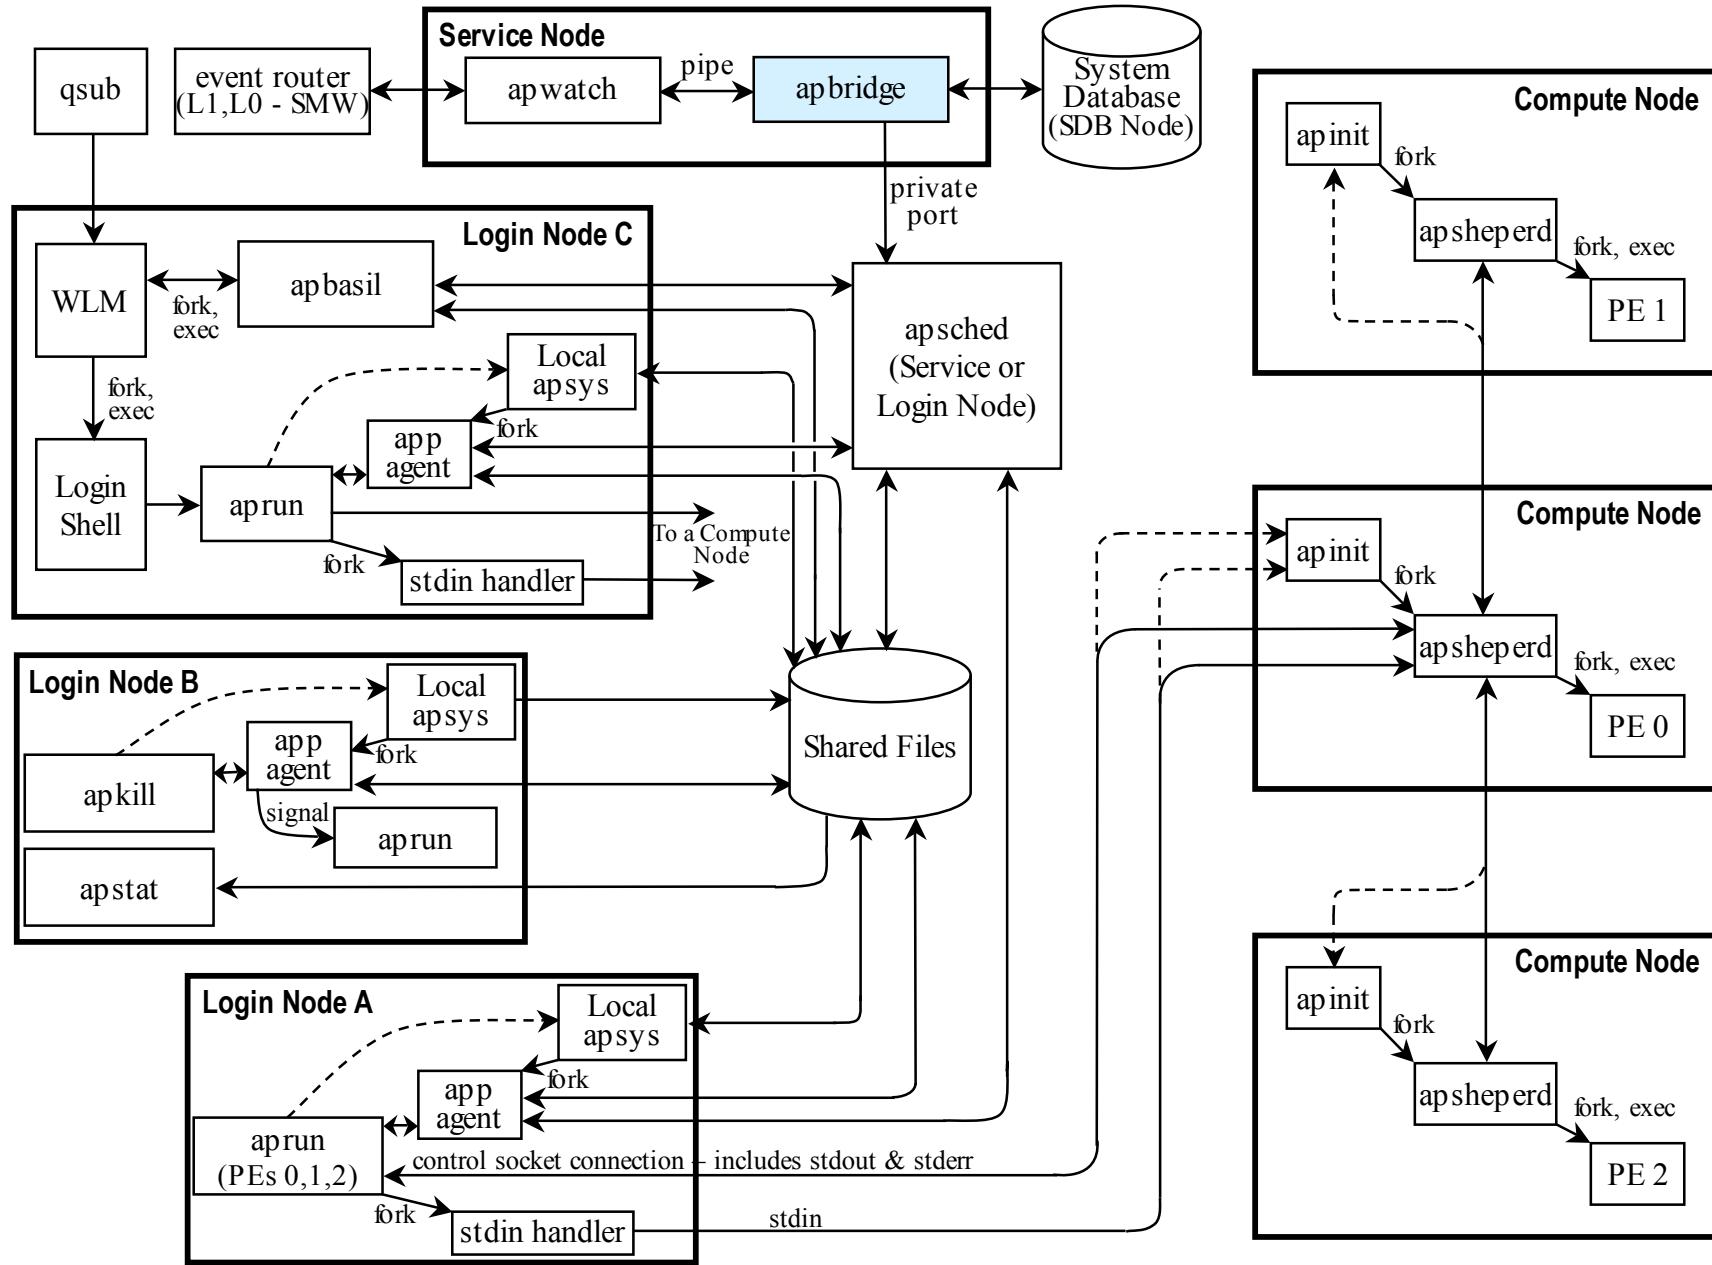 Service Node
qsub
event router
(L1,L0 - SMW)
apwatch
pipe
apbridge
System
Database
(SDB Node)
private
port
Compute Node
apinit
fork
apsheperd
fork, exec
PE 1
Login Node C
WLM
fork,
exec
apbasil
apsched
(Service or
Login Node)
Local
apsys
fork
app
agent
fork,
exec
Login
Shell
aprun
fork
stdin handler
To a Compute
Node
Compute Node
apinit
fork
apsheperd
fork, exec
PE 0
Login Node B
Local
apsys
fork
app
agent
apkill
signal
aprun
apstat
Shared Files
Login Node A
Local
apsys
fork
app
agent
aprun
(PEs 0,1,2)
control socket connection – includes stdout & stderr
fork
stdin handler
stdin
Compute Node
apinit
fork
apsheperd
fork, exec
PE 2